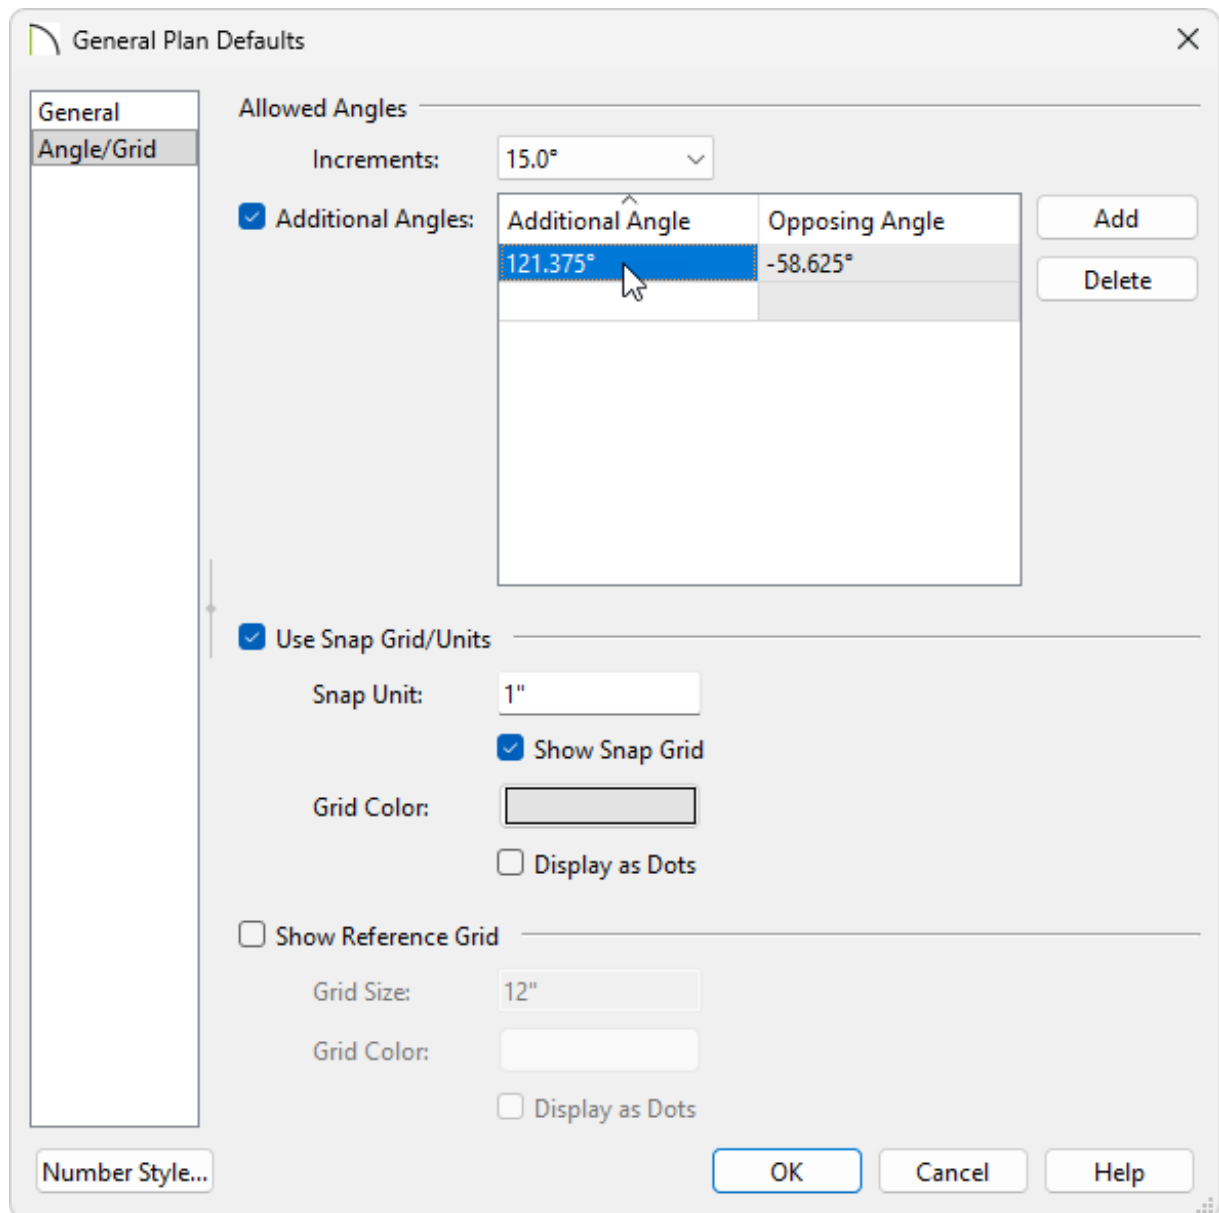 General Plan Defaults
General
Angle/Grid
Allowed Angles
Increments: 15.0°
Additional Angles:
Additional Angle Opposing Angle
121.375° -58.625°
Add
Delete
Use Snap Grid/Units
Snap Unit: 1"
Show Snap Grid
Grid Color:
Display as Dots
Show Reference Grid
Grid Size: 12"
Grid Color:
Display as Dots
Number Style... OK Cancel Help